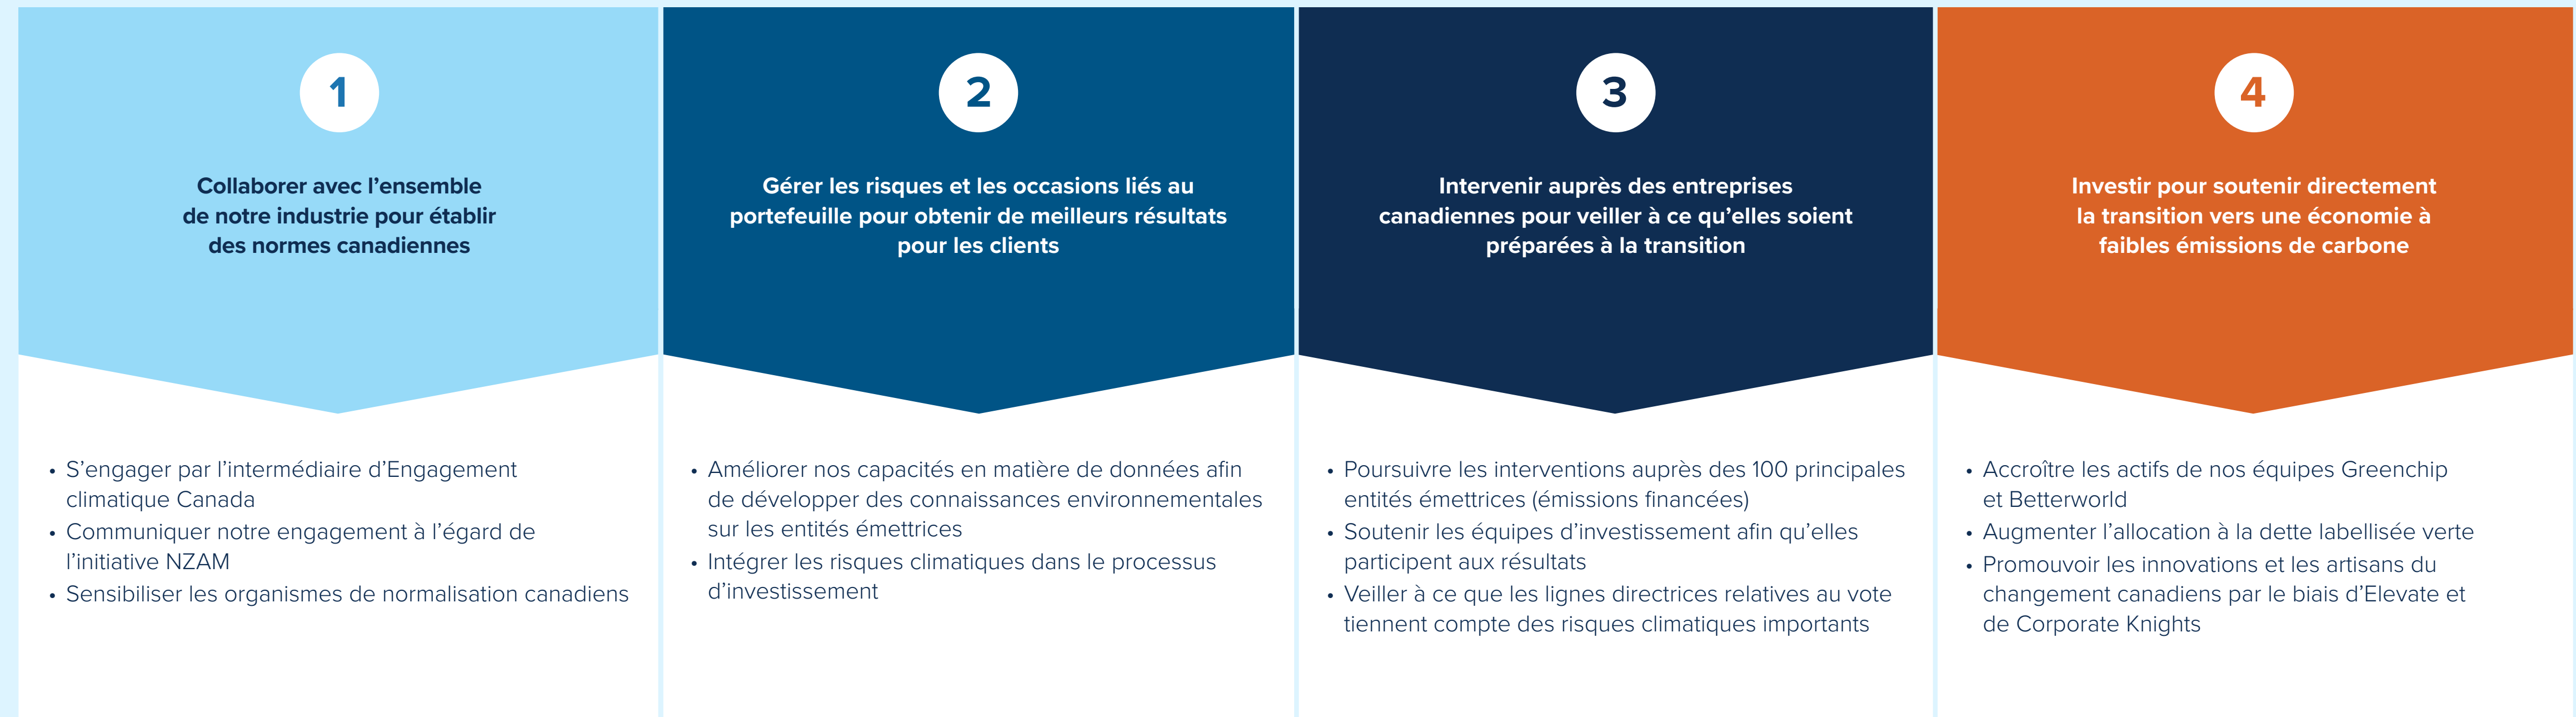 1
Collaborer avec l’ensemble
de notre industrie pour établir
des normes canadiennes
• S’engager par l’intermédiaire d’Engagement
climatique Canada
• Communiquer notre engagement à l’égard de
l’initiative NZAM
• Sensibiliser les organismes de normalisation canadiens
2
Gérer les risques et les occasions liés au
portefeuille pour obtenir de meilleurs résultats
pour les clients
• Améliorer nos capacités en matière de données afin
de développer des connaissances environnementales
sur les entités émettrices
• Intégrer les risques climatiques dans le processus
d’investissement
3
Intervenir auprès des entreprises
canadiennes pour veiller à ce qu’elles soient
préparées à la transition
• Poursuivre les interventions auprès des 100 principales
entités émettrices (émissions financées)
• Soutenir les équipes d’investissement afin qu’elles
participent aux résultats
• Veiller à ce que les lignes directrices relatives au vote
tiennent compte des risques climatiques importants
4
Investir pour soutenir directement
la transition vers une économie à
faibles émissions de carbone
• Accroître les actifs de nos équipes Greenchip
et Betterworld
• Augmenter l’allocation à la dette labellisée verte
• Promouvoir les innovations et les artisans du
changement canadiens par le biais d’Elevate et
de Corporate Knights